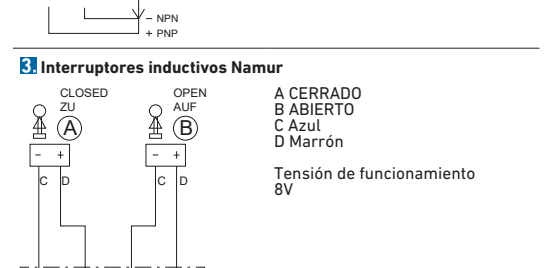 – NPN
+ PNP
3. Interruptores inductivos Namur
CLOSED
ZU
A
OPEN
AUF
B
- +
- +
C D
C D
A CERRADO
B ABIERTO
C Azul
D Marrón
Tensión de funcionamiento
8V